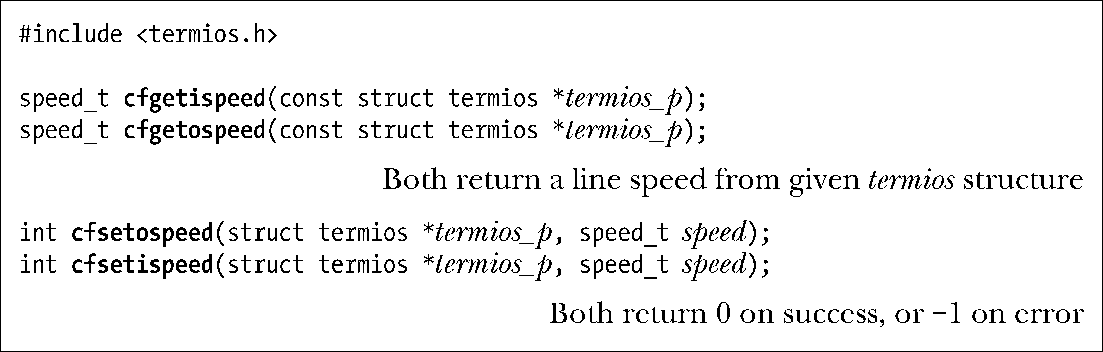 #include <termios.h>
speed_t cfgetispeed(const struct termios *termios_p);
speed_t cfgetospeed(const struct termios *termios_p);
Both return a line speed from given termios structure
int cfsetospeed(struct termios *termios_p, speed_t speed);
int cfsetispeed(struct termios *termios_p, speed_t speed);
Both return 0 on success, or −1 on error